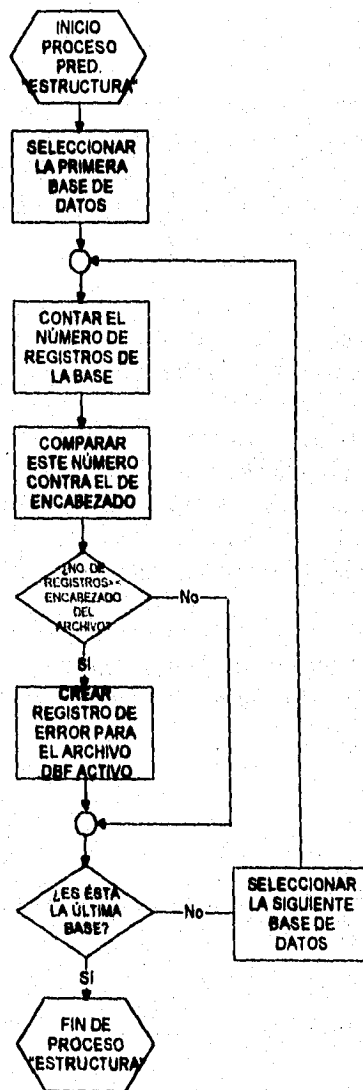 INICIO
PROCESO
PRED.
"ESTRUCTURA"
SELECCIONAR
LA PRIMERA
BASE DE
DATOS
CONTAR EL
NÚMERO DE
REGISTROS DE
LA BASE
COMPARAR
ESTE NÚMERO
CONTRA EL DE
ENCABEZADO
¿NO. DE
REGISTROS><
ENCABEZADO
DEL
ARCHIVO?
No
SI
CREAR
REGISTRO DE
ERROR PARA
EL ARCHIVO
DBF ACTIVO
¿ES ÉSTA
LA ÚLTIMA
BASE?
No
SELECCIONAR
LA SIGUIENTE
BASE DE
DATOS
SI
FIN DE
PROCESO
"ESTRUCTURA"